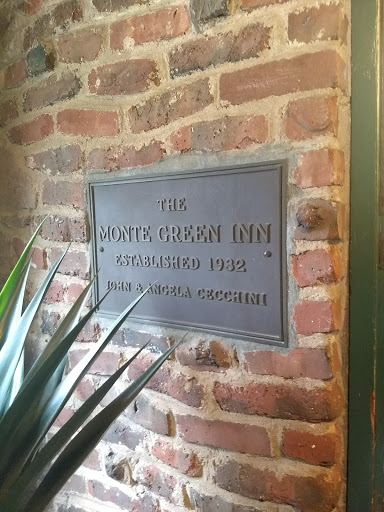 THE
MONTE GREEN INN
ESTABLISHED 1932
JOHN & ANGELA CECCHINI